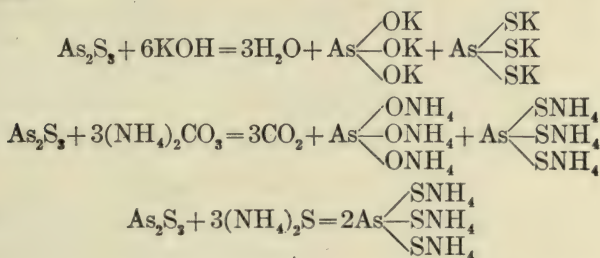 OK SK
As₂S₃+6KOH=3H₂O+As—OK+As—SK
OK SK
ONH₄ SNH₄
As₂S₃+3(NH₄)₂CO₃=3CO₂+As—ONH₄+As—SNH₄
ONH₄ SNH₄
SNH₄
As₂S₃+3(NH₄)₂S=2As—SNH₄
SNH₄